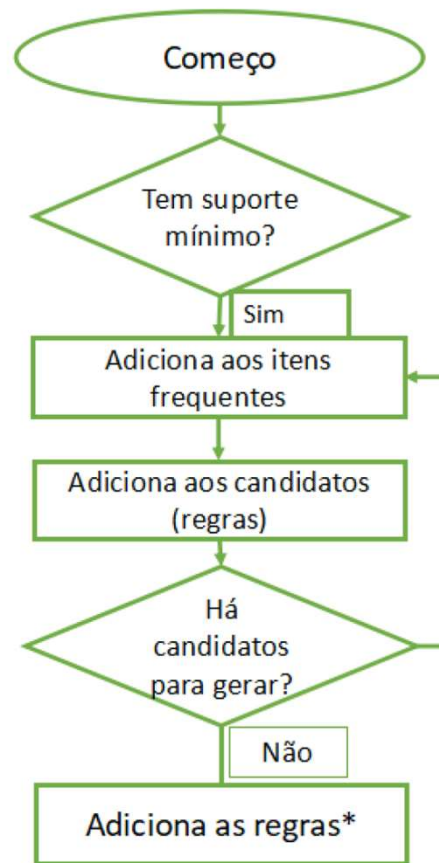 Começo
Tem suporte
mínimo?
Sim
Adiciona aos itens
frequentes
Adiciona aos candidatos
(regras)
Há
candidatos
para gerar?
Não
Adiciona as regras*